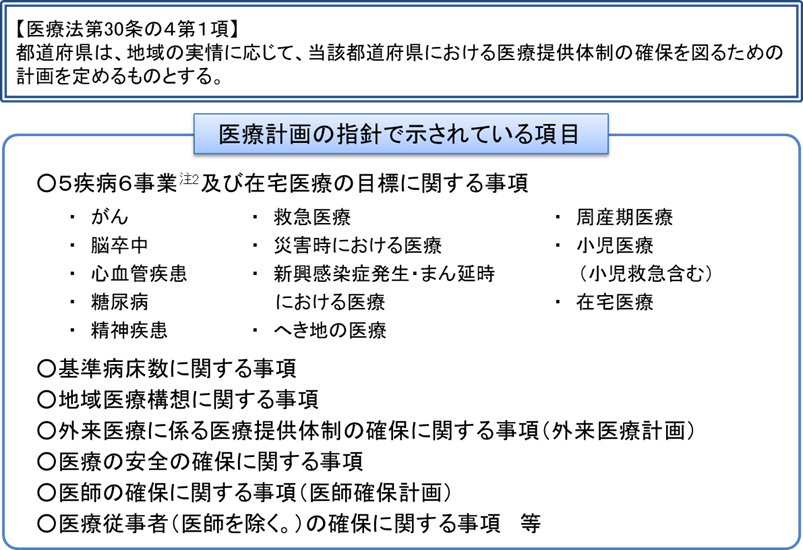 【医療法第30条の４第１項】
都道府県は、地域の実情に応じて、当該都道府県における医療提供体制の確保を図るための
計画を定めるものとする。
医療計画の指針で示されている項目
○５疾病６事業注2及び在宅医療の目標に関する事項
・ がん
・ 脳卒中
・ 心血管疾患
・ 糖尿病
・ 精神疾患
・ 救急医療
・ 災害時における医療
・ 新興感染症発生・まん延時
における医療
・ へき地の医療
・ 周産期医療
・ 小児医療
（小児救急含む）
・ 在宅医療
○基準病床数に関する事項
○地域医療構想に関する事項
○外来医療に係る医療提供体制の確保に関する事項（外来医療計画）
○医療の安全の確保に関する事項
○医師の確保に関する事項（医師確保計画）
○医療従事者（医師を除く。）の確保に関する事項　等